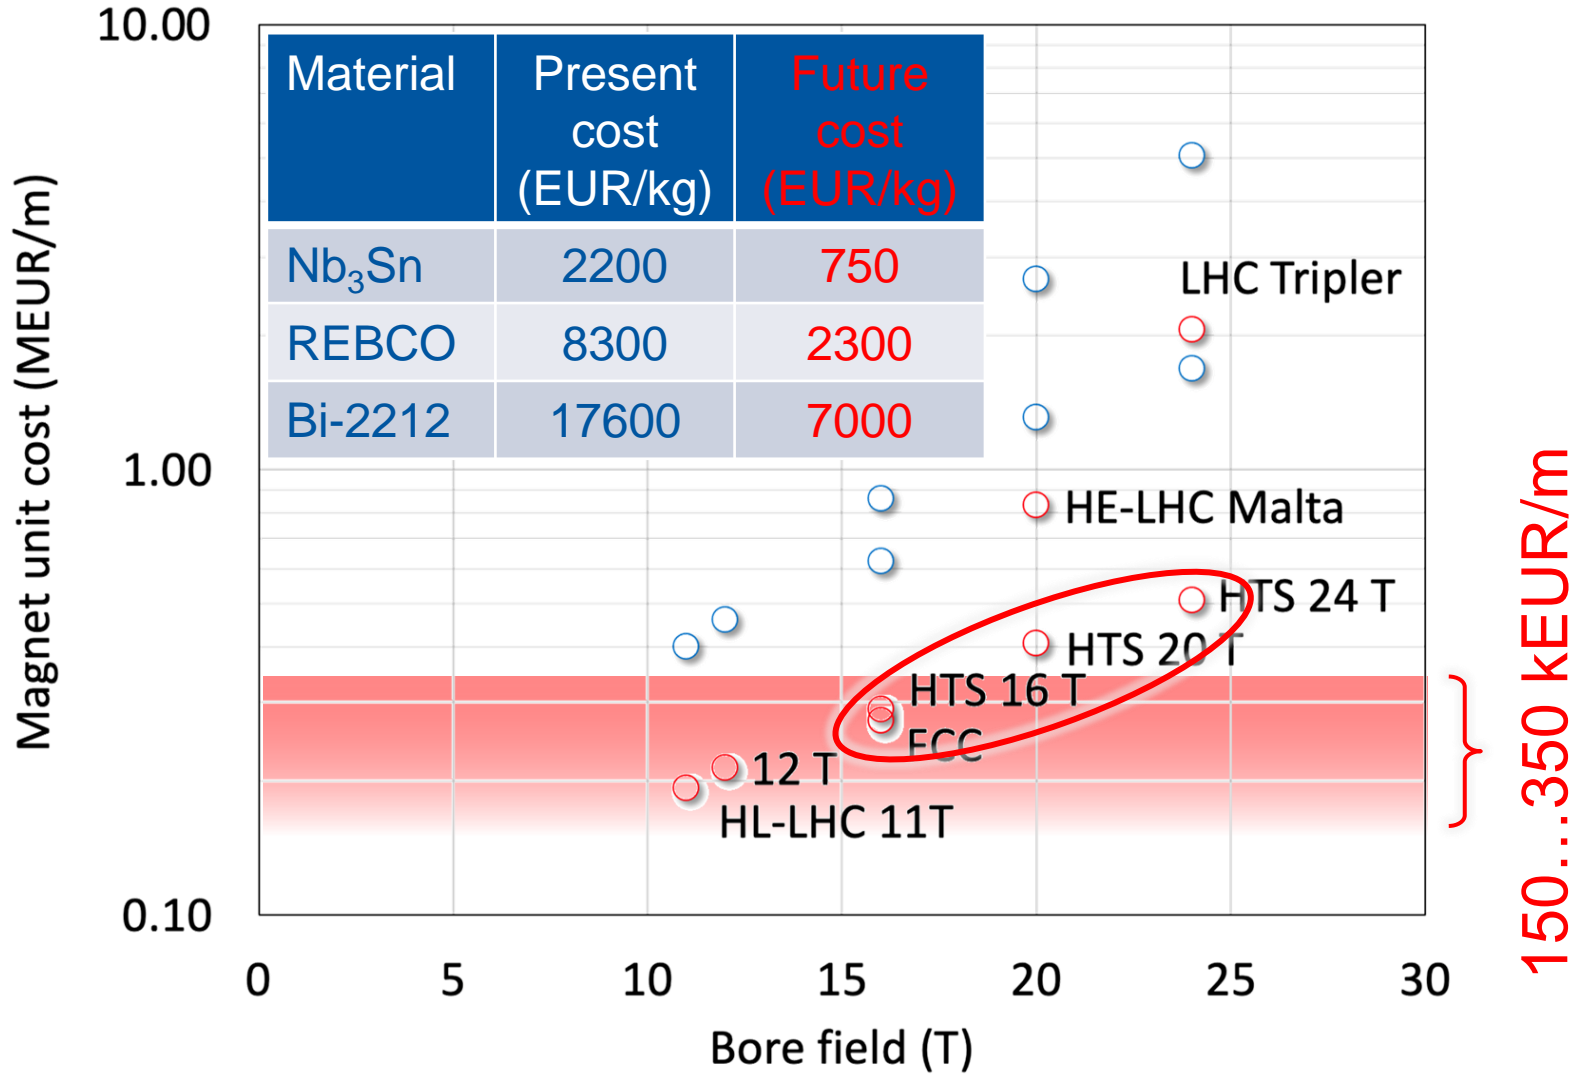 10.00
1.00
0.10
Magnet unit cost (MEUR/m)
Material Present cost (EUR/kg) Future cost (EUR/kg)
Nb₃Sn 2200 750
REBCO 8300 2300
Bi-2212 17600 7000
LHC Tripler
HE-LHC Malta
HTS 24 T
HTS 20 T
HTS 16 T
FCC
12 T
HL-LHC 11T
150...350 kEUR/m
0 5 10 15 20 25 30
Bore field (T)